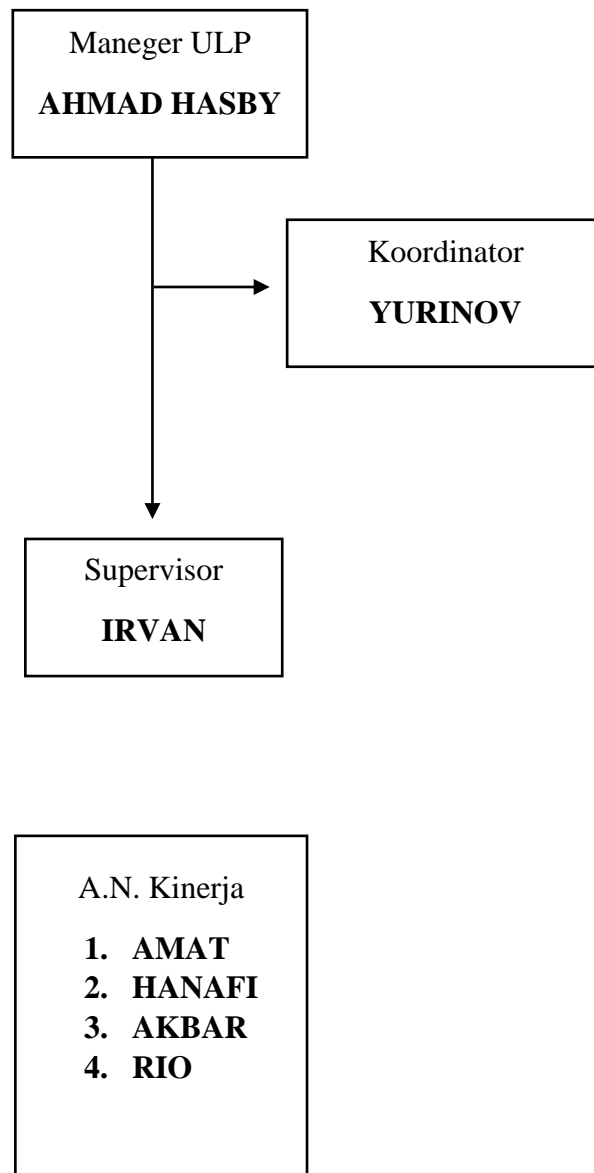 Maneger ULP
AHMAD HASBY
Koordinator
YURINOV
Supervisor
IRVAN
A.N. Kinerja
1. AMAT
2. HANAFI
3. AKBAR
4. RIO